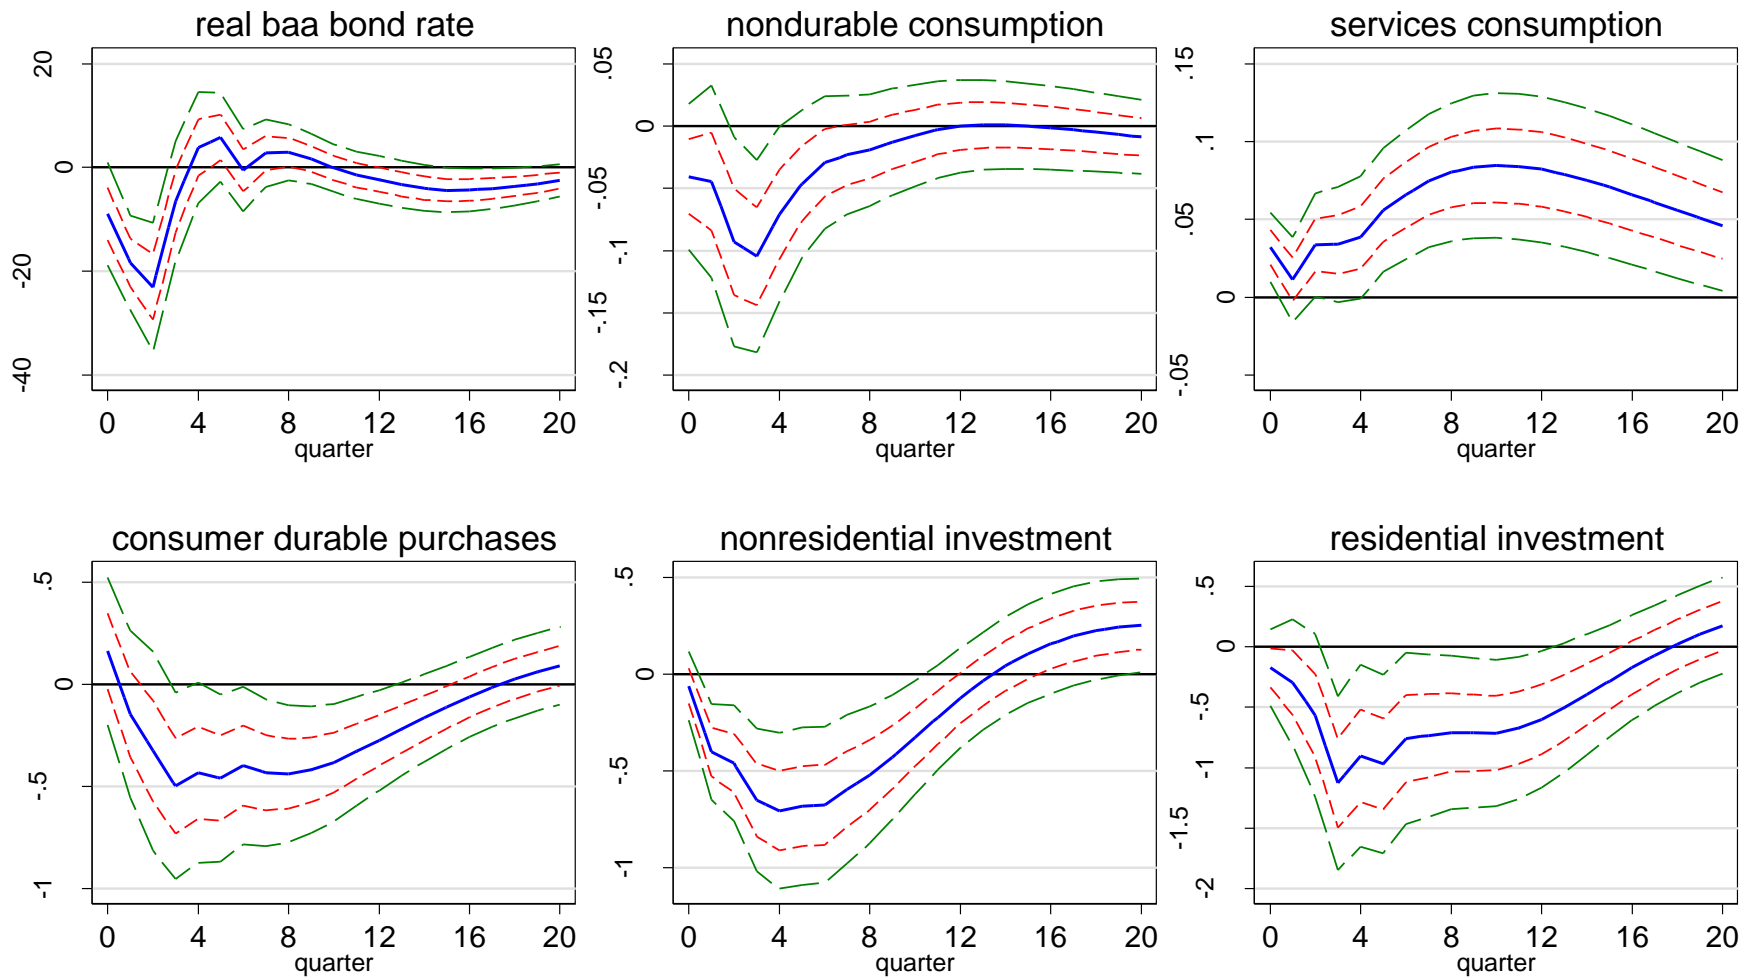 real baa bond rate
20
0
-20
-40
0 4 8 12 16 20
quarter
nondurable consumption
.05
0
-.05
-.1
-.15
-.2
0 4 8 12 16 20
quarter
services consumption
.15
.1
.05
0
-.05
0 4 8 12 16 20
quarter
consumer durable purchases
.5
0
-.5
-1
0 4 8 12 16 20
quarter
nonresidential investment
.5
0
-.5
-1
0 4 8 12 16 20
quarter
residential investment
.5
0
-.5
-1
-1.5
-2
0 4 8 12 16 20
quarter